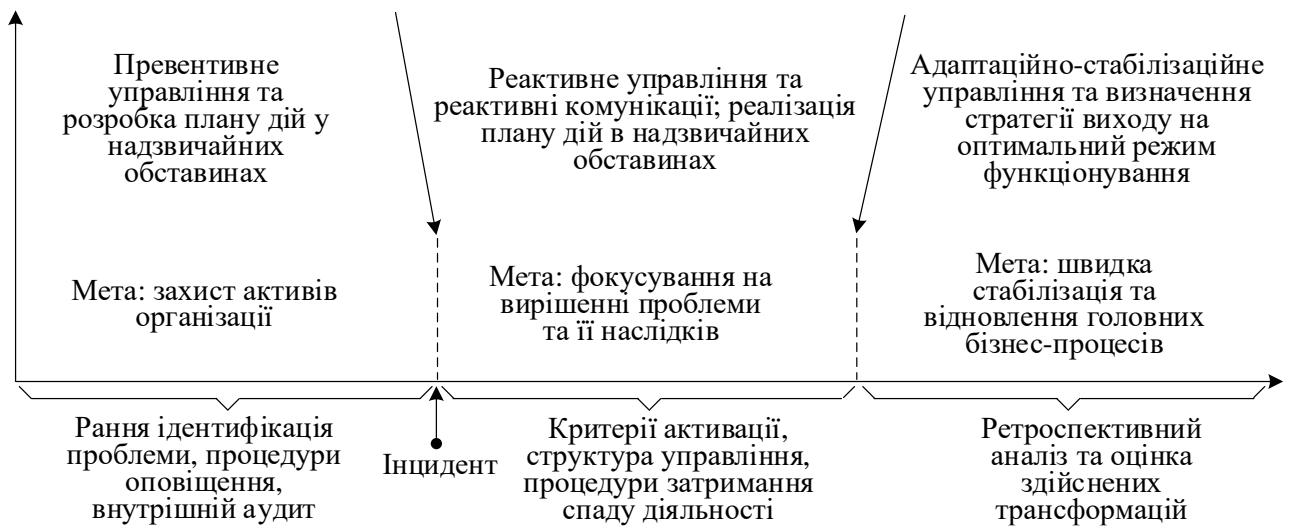 Превентивне
управління та
розробка плану дій у
надзвичайних
обставинах
Реактивне управління та
реактивні комунікації; реалізація
плану дій в надзвичайних
обставинах
Адаптаційно-стабілізаційне
управління та визначення
стратегії виходу на
оптимальний режим
функціонування
Мета: захист активів
організації
Мета: фокусування на
вирішенні проблеми
та її наслідків
Мета: швидка
стабілізація та
відновлення головних
бізнес-процесів
Рання ідентифікація
проблеми, процедури
оповіщення,
внутрішній аудит
Інцидент
Критерії активації,
структура управління,
процедури затримання
спаду діяльності
Ретроспективний
аналіз та оцінка
здійснених
трансформацій